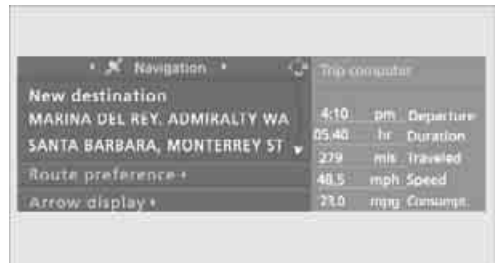 Navigation
New destination
MARINA DEL REY, ADMIRALTY WA
SANTA BARBARA, MONTERREY ST
Route preference
Arrow display
Trip computer
4:10 pm Departure
05.40 hr Duration
279 mls Traveled
48.5 mph Speed
23.0 mpg Consumpt.